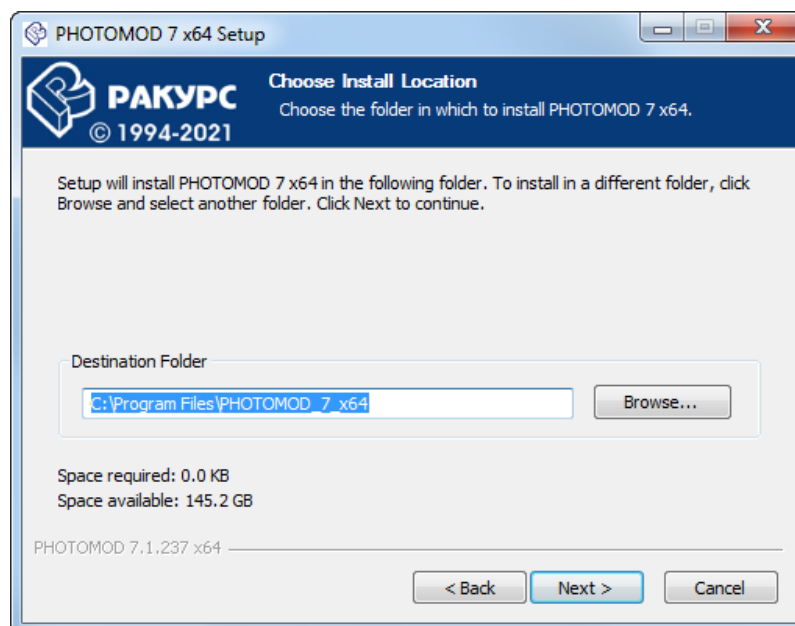 PHOTOMOD 7 x64 Setup
РАКУРС
© 1994-2021
Choose Install Location
Choose the folder in which to install PHOTOMOD 7 x64.
Setup will install PHOTOMOD 7 x64 in the following folder. To install in a different folder, click
Browse and select another folder. Click Next to continue.
Destination Folder
C:\Program Files\PHOTOMOD_7_x64
Browse...
Space required: 0.0 KB
Space available: 145.2 GB
PHOTOMOD 7.1.237 x64
< Back
Next >
Cancel